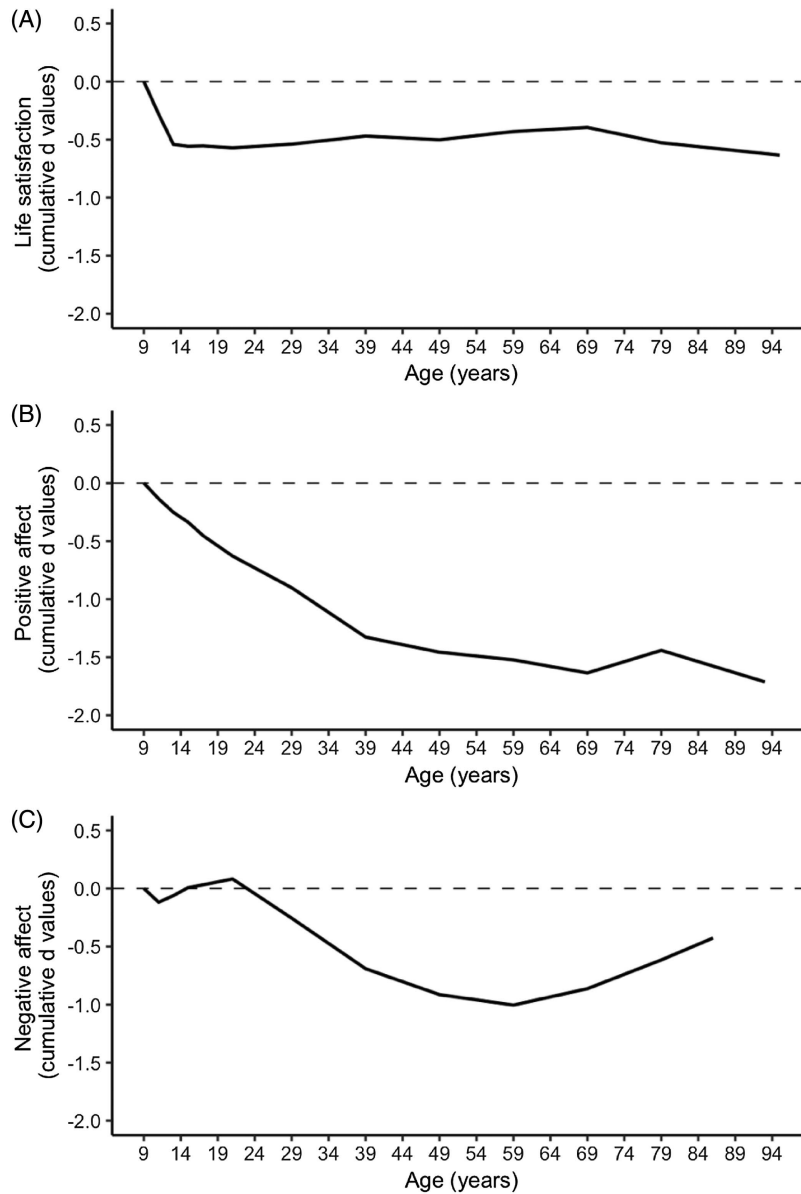 (A)
Life satisfaction
(cumulative d values)
0.5
0.0
-0.5
-1.0
-1.5
-2.0
9 14 19 24 29 34 39 44 49 54 59 64 69 74 79 84 89 94
Age (years)
(B)
Positive affect
(cumulative d values)
0.5
0.0
-0.5
-1.0
-1.5
-2.0
9 14 19 24 29 34 39 44 49 54 59 64 69 74 79 84 89 94
Age (years)
(C)
Negative affect
(cumulative d values)
0.5
0.0
-0.5
-1.0
-1.5
-2.0
9 14 19 24 29 34 39 44 49 54 59 64 69 74 79 84 89 94
Age (years)